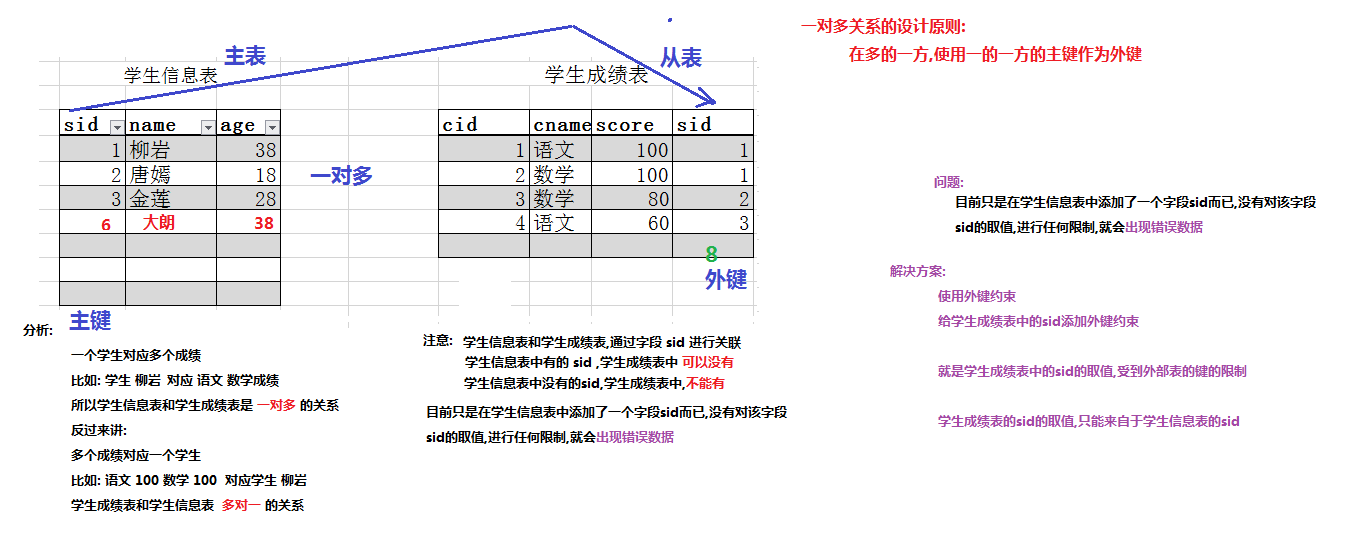 一对多关系的设计原则:
在多的一方,使用一的一方的主键作为外键
主表
从表
学生信息表
学生成绩表
sid name age
1 柳岩 38
2 唐嫣 18
3 金莲 28
6 大朗 38
一对多
cid cname score sid
1 语文 100 1
2 数学 100 1
3 数学 80 2
4 语文 60 3
8
外键
主键
问题:
目前只是在学生信息表中添加了一个字段sid而已,没有对该字段
sid的取值,进行任何限制,就会出现错误数据
解决方案:
使用外键约束
给学生成绩表中的sid添加外键约束
就是学生成绩表中的sid的取值,受到外部表的键的限制
学生成绩表的sid的取值,只能来自于学生信息表的sid
分析:
一个学生对应多个成绩
比如: 学生 柳岩 对应 语文 数学成绩
所以学生信息表和学生成绩表是 一对多 的关系
反过来讲:
多个成绩对应一个学生
比如: 语文 100 数学 100 对应学生 柳岩
学生成绩表和学生信息表 多对一 的关系
注意: 学生信息表和学生成绩表,通过字段 sid 进行关联
学生信息表中有的 sid ,学生成绩表中 可以没有
学生信息表中没有的sid,学生成绩表中,不能有
目前只是在学生信息表中添加了一个字段sid而已,没有对该字段
sid的取值,进行任何限制,就会出现错误数据